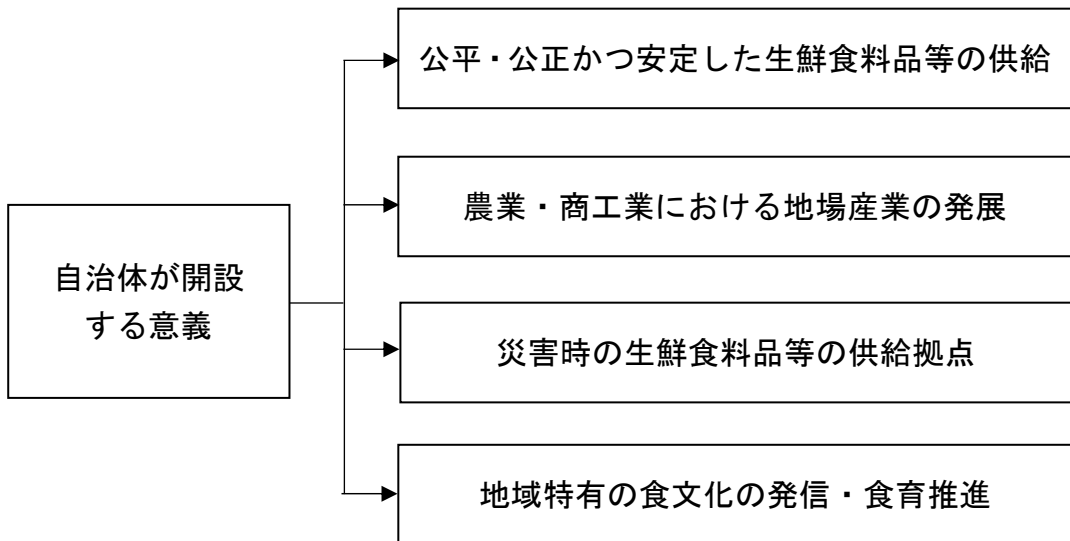 公平・公正かつ安定した生鮮食料品等の供給
農業・商工業における地場産業の発展
自治体が開設
する意義
災害時の生鮮食料品等の供給拠点
地域特有の食文化の発信・食育推進